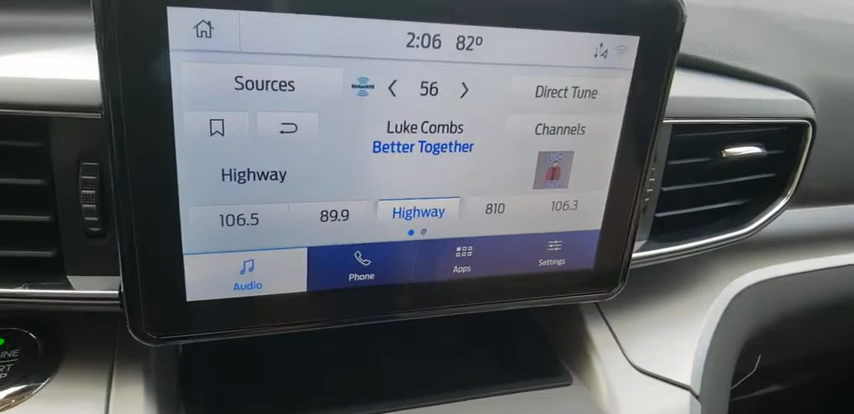 2:06 82º
Sources
56
Direct Tune
Luke Combs
Channels
Better Together
Highway
106.5
89.9
Highway
810
106.3
Audio
Phone
Apps
Settings